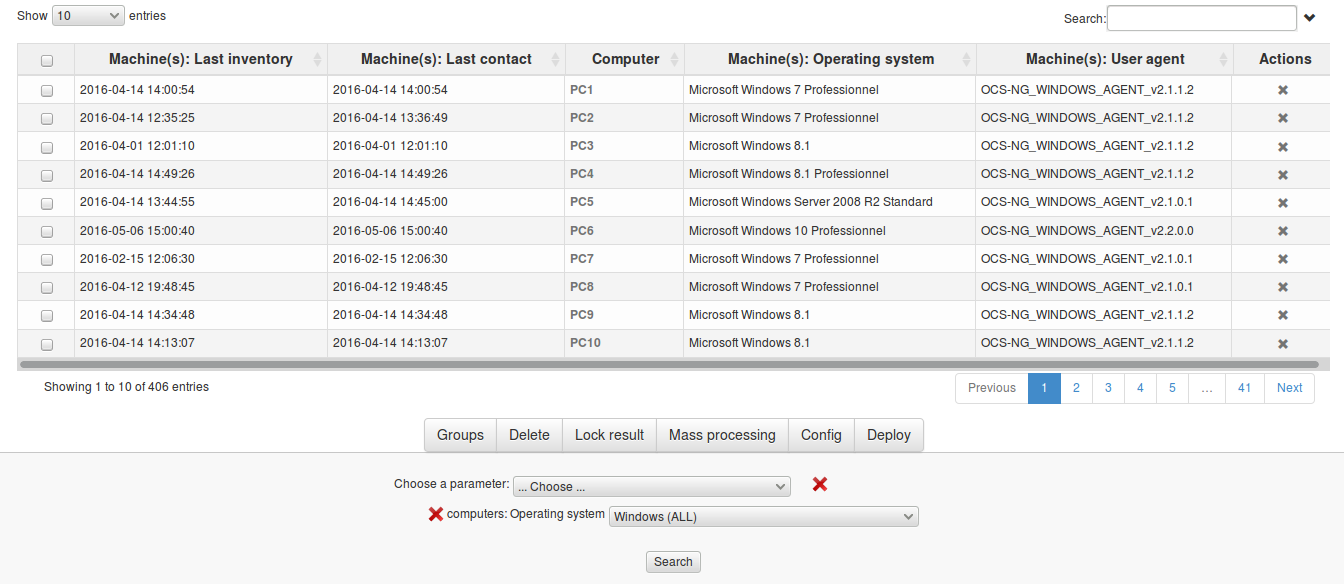 Show 10 entries Search:
Machine(s): Last inventory Machine(s): Last contact Computer Machine(s): Operating system Machine(s): User agent Actions
2016-04-14 14:00:54 2016-04-14 14:00:54 PC1 Microsoft Windows 7 Professionnel OCS-NG_WINDOWS_AGENT_v2.1.1.2
2016-04-14 12:35:25 2016-04-14 13:36:49 PC2 Microsoft Windows 7 Professionnel OCS-NG_WINDOWS_AGENT_v2.1.1.2
2016-04-01 12:01:10 2016-04-01 12:01:10 PC3 Microsoft Windows 8.1 OCS-NG_WINDOWS_AGENT_v2.1.1.2
2016-04-14 14:49:26 2016-04-14 14:49:26 PC4 Microsoft Windows 8.1 Professionnel OCS-NG_WINDOWS_AGENT_v2.1.1.2
2016-04-14 13:44:55 2016-04-14 14:45:00 PC5 Microsoft Windows Server 2008 R2 Standard OCS-NG_WINDOWS_AGENT_v2.1.0.1
2016-05-06 15:00:40 2016-05-06 15:00:40 PC6 Microsoft Windows 10 Professionnel OCS-NG_WINDOWS_AGENT_v2.2.0.0
2016-02-15 12:06:30 2016-02-15 12:06:30 PC7 Microsoft Windows 7 Professionnel OCS-NG_WINDOWS_AGENT_v2.1.0.1
2016-04-12 19:48:45 2016-04-12 19:48:45 PC8 Microsoft Windows 7 Professionnel OCS-NG_WINDOWS_AGENT_v2.1.0.1
2016-04-14 14:34:48 2016-04-14 14:34:48 PC9 Microsoft Windows 8.1 OCS-NG_WINDOWS_AGENT_v2.1.1.2
2016-04-14 14:13:07 2016-04-14 14:13:07 PC10 Microsoft Windows 8.1 OCS-NG_WINDOWS_AGENT_v2.1.1.2
Showing 1 to 10 of 406 entries Previous 1 2 3 4 5 ... 41 Next
Groups Delete Lock result Mass processing Config Deploy
Choose a parameter: ... Choose ...
computers: Operating system Windows (ALL)
Search